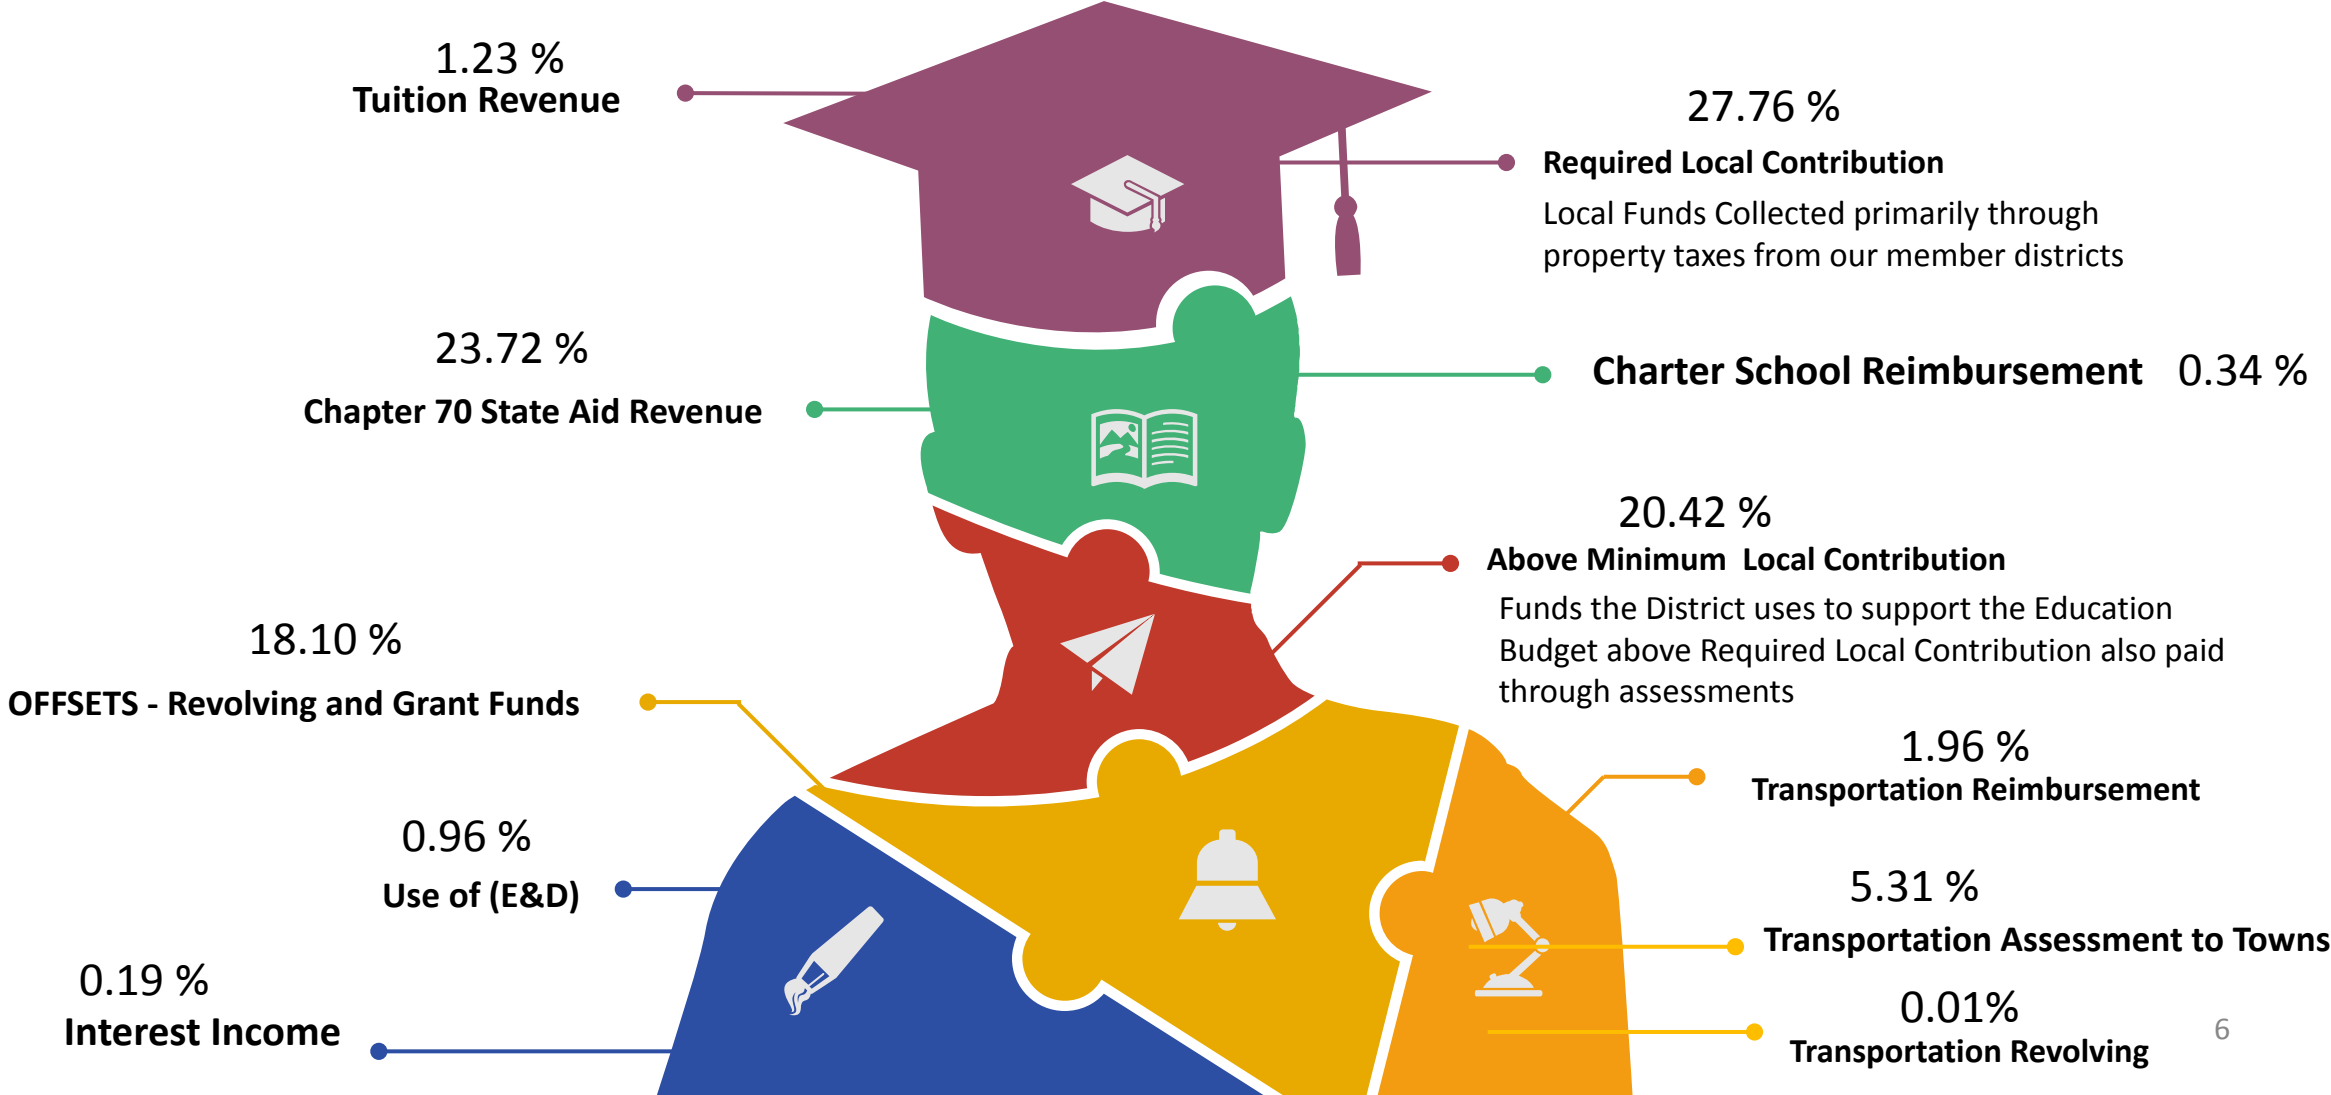 1.23 %
Tuition Revenue
27.76 %
Required Local Contribution
Local Funds Collected primarily through
property taxes from our member districts
23.72 %
Chapter 70 State Aid Revenue
Charter School Reimbursement 0.34 %
20.42 %
Above Minimum  Local Contribution
Funds the District uses to support the Education
Budget above Required Local Contribution also paid
through assessments
18.10 %
OFFSETS - Revolving and Grant Funds
1.96 %
Transportation Reimbursement
0.96 %
Use of (E&D)
5.31 %
Transportation Assessment to Towns
0.19 %
Interest Income
0.01%
Transportation Revolving
6